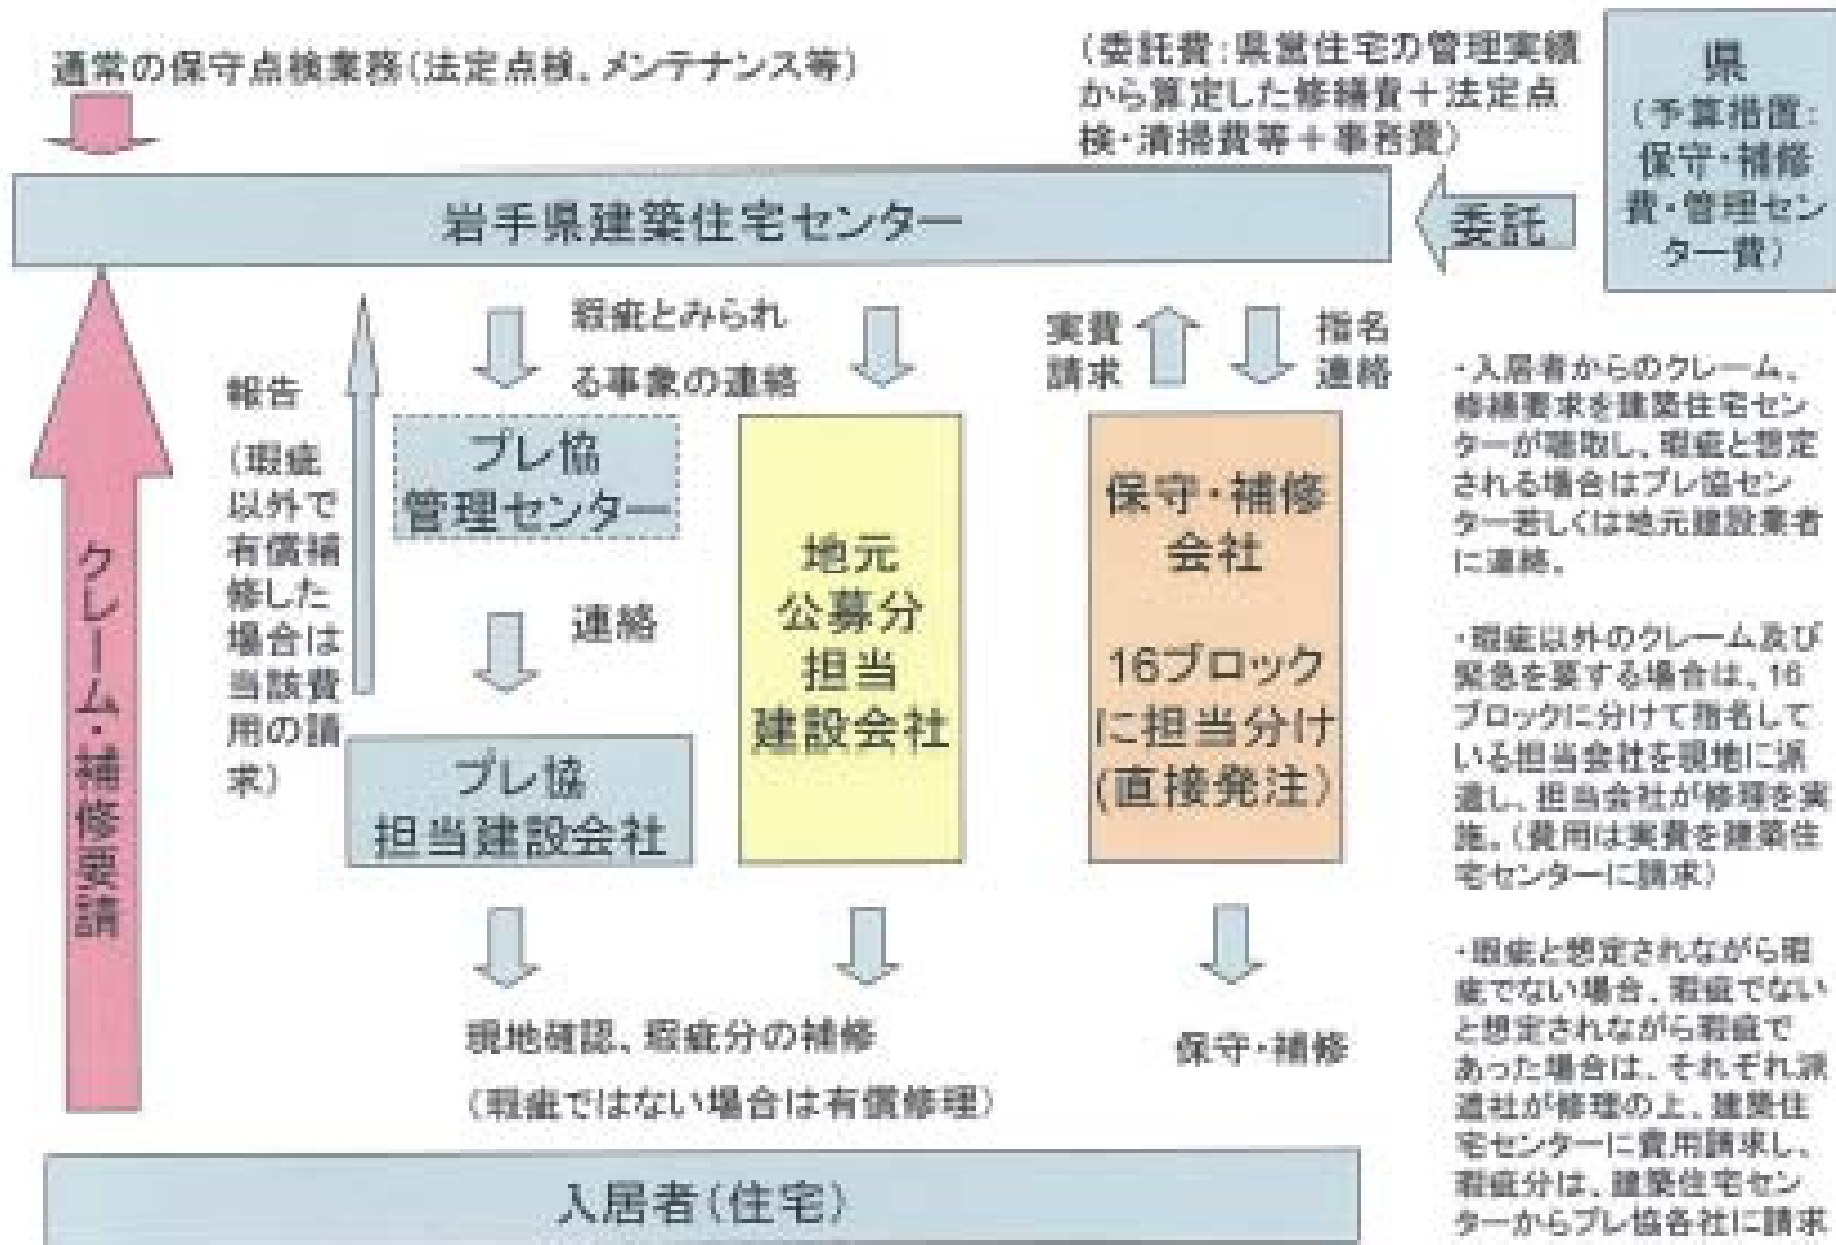 通常の保守点検業務(法定点検、メンテナンス等)
(委託費:県営住宅の管理実績
から算定した修繕費+法定点
検・清掃費等+事務費)
県
(予算措置:
保守・補修
費・管理セン
ター費)
委託
岩手県建築住宅センター
クレーム・補修要請
報告
(瑕疵
以外で
有償補
修した
場合は
当該費
用の請
求)
瑕疵とみられ
る事象の連絡
プレ協
管理センター
連絡
プレ協
担当建設会社
地元
公募分
担当
建設会社
実費
請求
指名
連絡
保守・補修
会社
16ブロック
に担当分け
(直接発注)
現地確認、瑕疵分の補修
(瑕疵ではない場合は有償修理)
保守・補修
入居者(住宅)
・入居者からのクレーム、
修繕要求を建築住宅セン
ターが聴取し、瑕疵と想定
される場合はプレ協セン
ター若しくは地元建設業者
に連絡。
・瑕疵以外のクレーム及び
緊急を要する場合は、16
ブロックに分けて指名して
いる担当会社を現地に派
遣し、担当会社が修理を実
施。(費用は実費を建築住
宅センターに請求)
・瑕疵と想定されながら瑕
疵でない場合、瑕疵でない
と想定されながら瑕疵で
あった場合は、それぞれ派
遣社が修理の上、建築住
宅センターに費用請求し、
瑕疵分は、建築住宅セン
ターからプレ協各社に請求